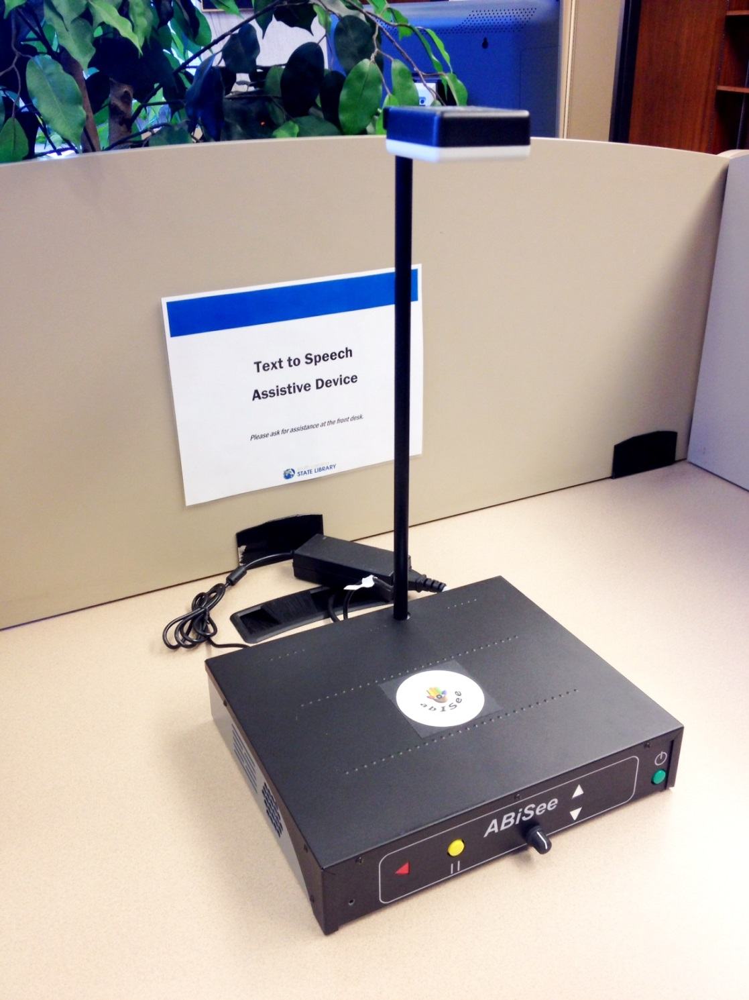 Text to Speech
Assistive Device
Please ask for assistance at the front desk.
STATE LIBRARY
abISee
ABiSee